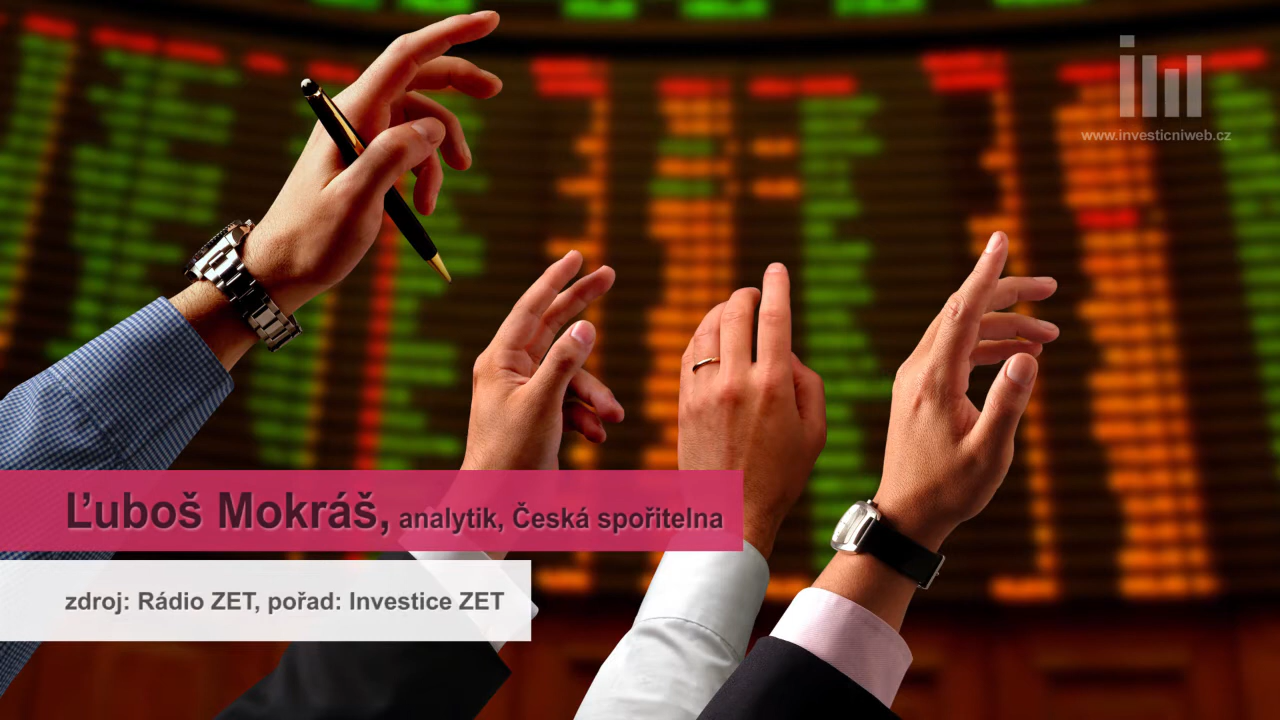 www.investicniweb.cz
Ľuboš Mokráš, analytik, Česká spořitelna
zdroj: Rádio ZET, pořad: Investice ZET